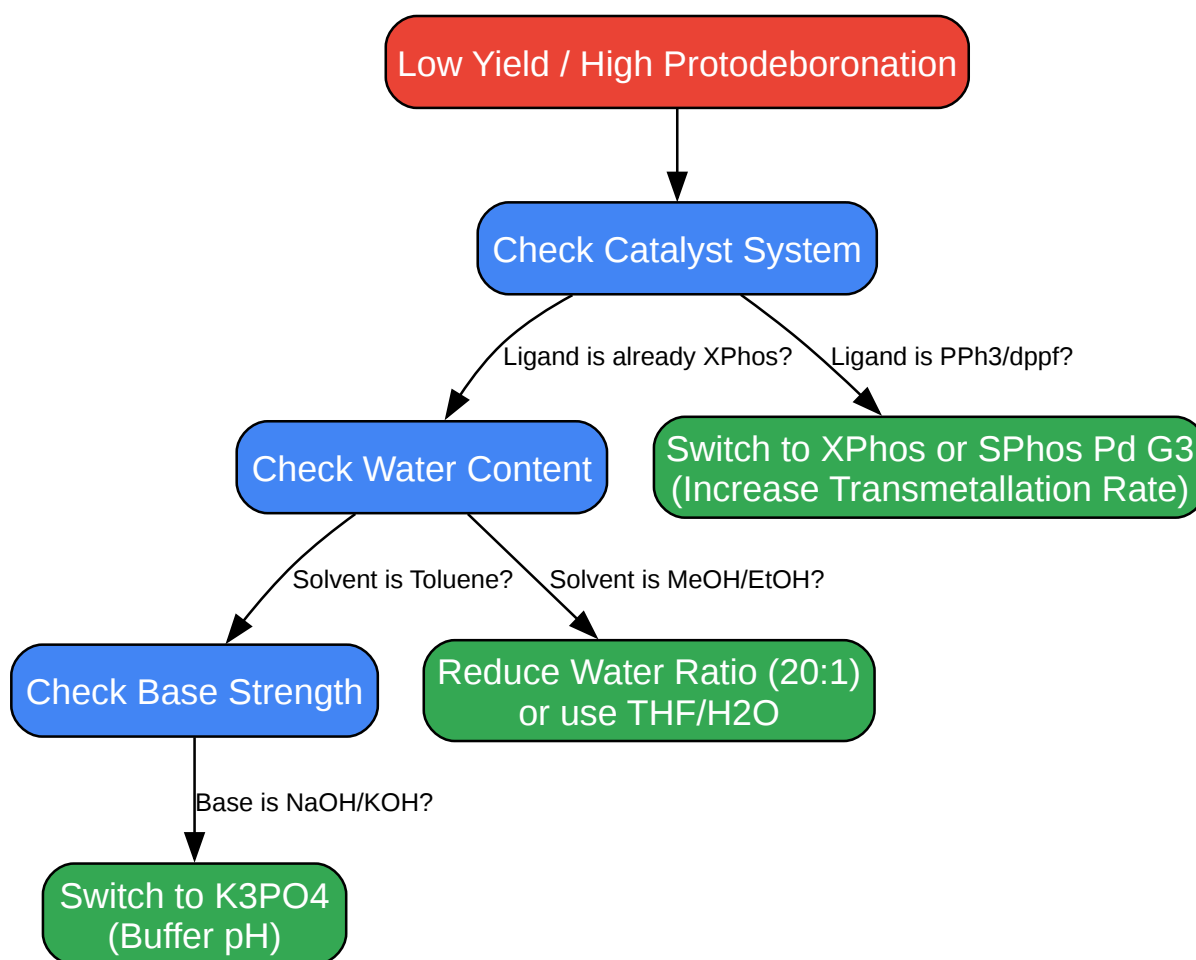 Low Yield / High Protodeboronation
Check Catalyst System
Ligand is already XPhos?
Ligand is PPh3/dppf?
Check Water Content
Switch to XPhos or SPhos Pd G3
(Increase Transmetallation Rate)
Solvent is Toluene?
Solvent is MeOH/EtOH?
Check Base Strength
Reduce Water Ratio (20:1)
or use THF/H2O
Base is NaOH/KOH?
Switch to K3PO4
(Buffer pH)